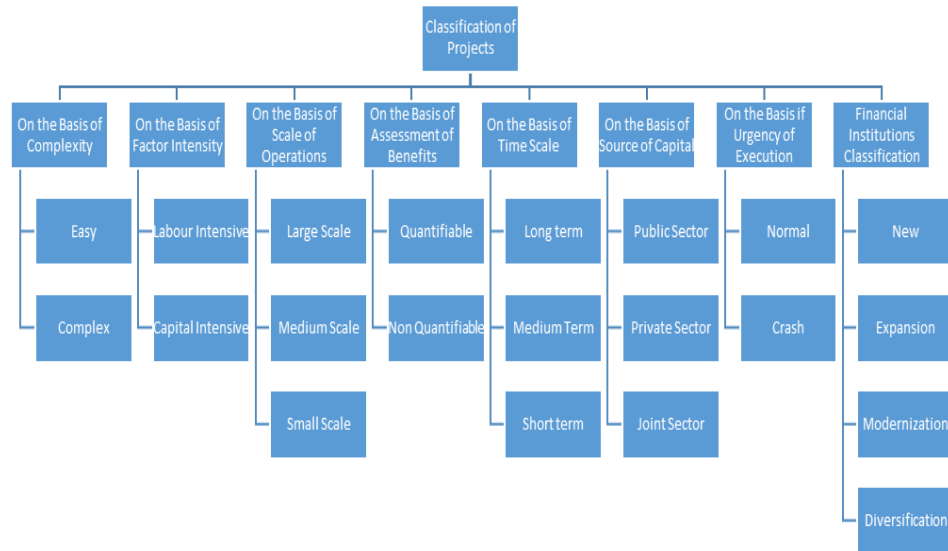 Classification of
Projects
On the Basis of
Complexity
On the Basis of
Factor Intensity
On the Basis of
Scale of
Operations
On the Basis of
Assessment of
Benefits
On the Basis of
Time Scale
On the Basis of
Source of Capital
On the Basis if
Urgency of
Execution
Financial
Institutions
Classification
Easy
Labour Intensive
Large Scale
Quantifiable
Long term
Public Sector
Normal
New
Complex
Capital Intensive
Medium Scale
Non Quantifiable
Medium Term
Private Sector
Crash
Expansion
Small Scale
Short term
Joint Sector
Modernization
Diversification